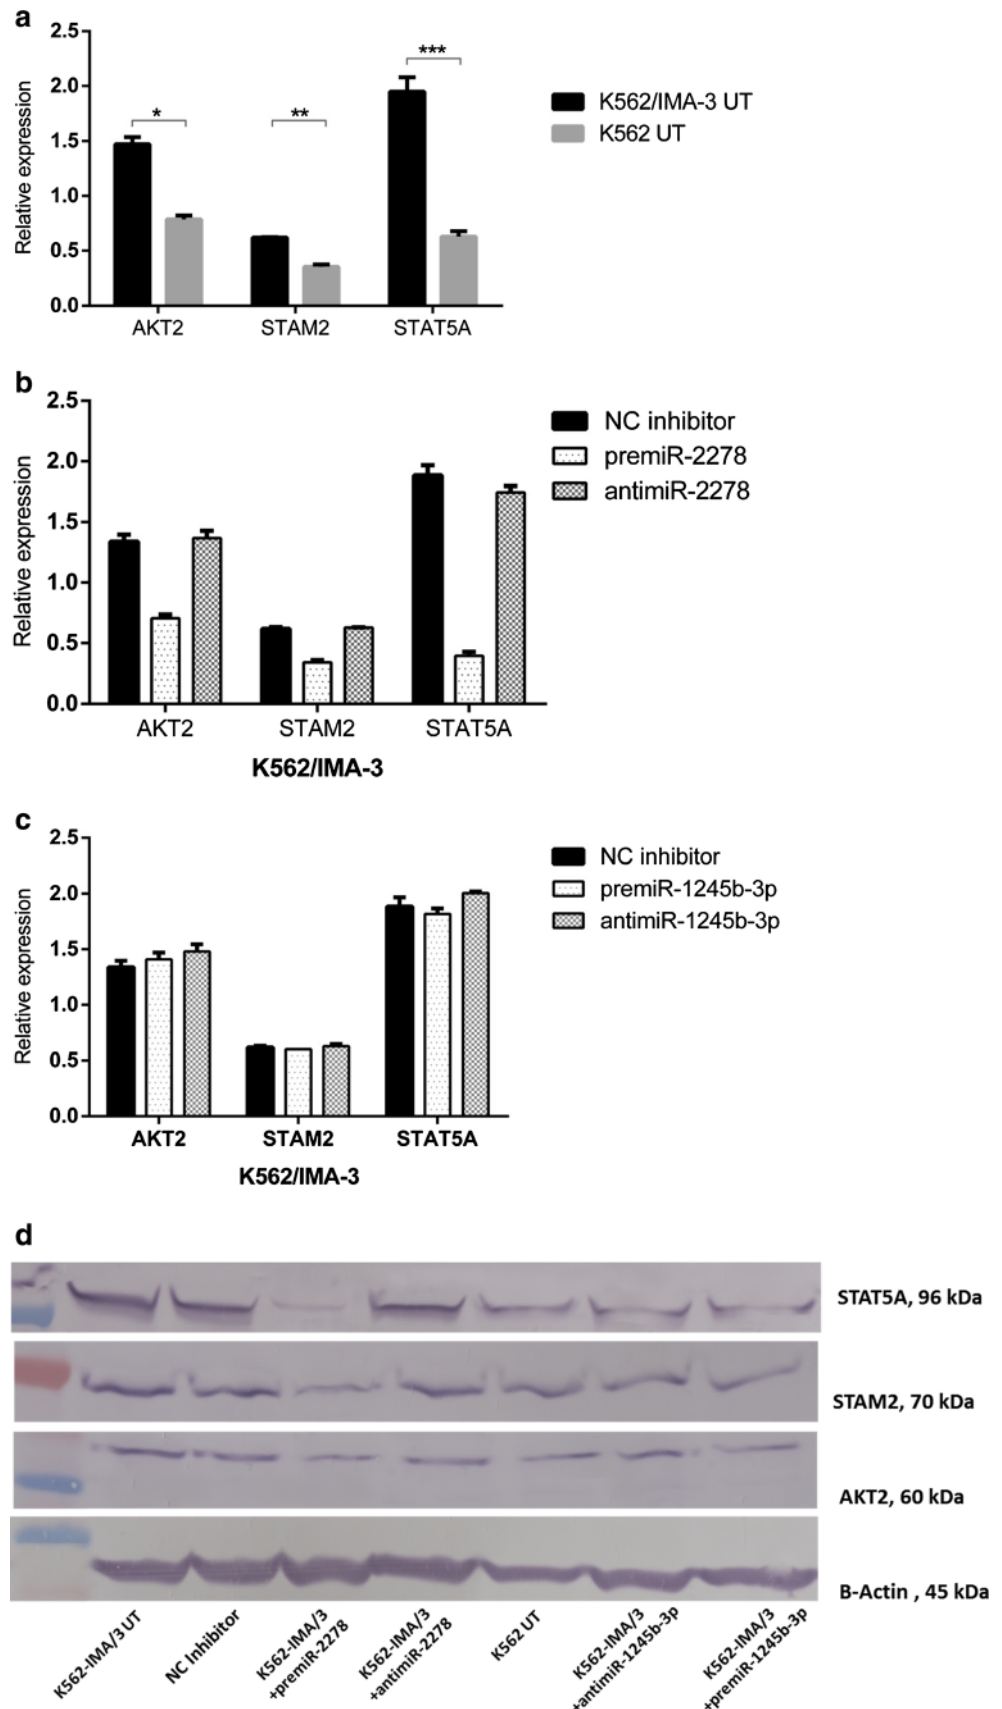 a
2.5
2.0
1.5
1.0
0.5
0.0
Relative expression
*
**
***
AKT2
STAM2
STAT5A
K562/IMA-3 UT
K562 UT
b
2.5
2.0
1.5
1.0
0.5
0.0
Relative expression
AKT2
STAM2
STAT5A
K562/IMA-3
NC inhibitor
premiR-2278
antimiR-2278
c
2.5
2.0
1.5
1.0
0.5
0.0
Relative expression
AKT2
STAM2
STAT5A
K562/IMA-3
NC inhibitor
premiR-1245b-3p
antimiR-1245b-3p
d
STAT5A, 96 kDa
STAM2, 70 kDa
AKT2, 60 kDa
B-Actin , 45 kDa
K562-IMA/3 UT
NC Inhibitor
K562-IMA/3
+premiR-2278
K562-IMA/3
+antimiR-2278
K562 UT
K562-IMA/3
+antimiR-1245b-3p
K562-IMA/3
+premiR-1245b-3p